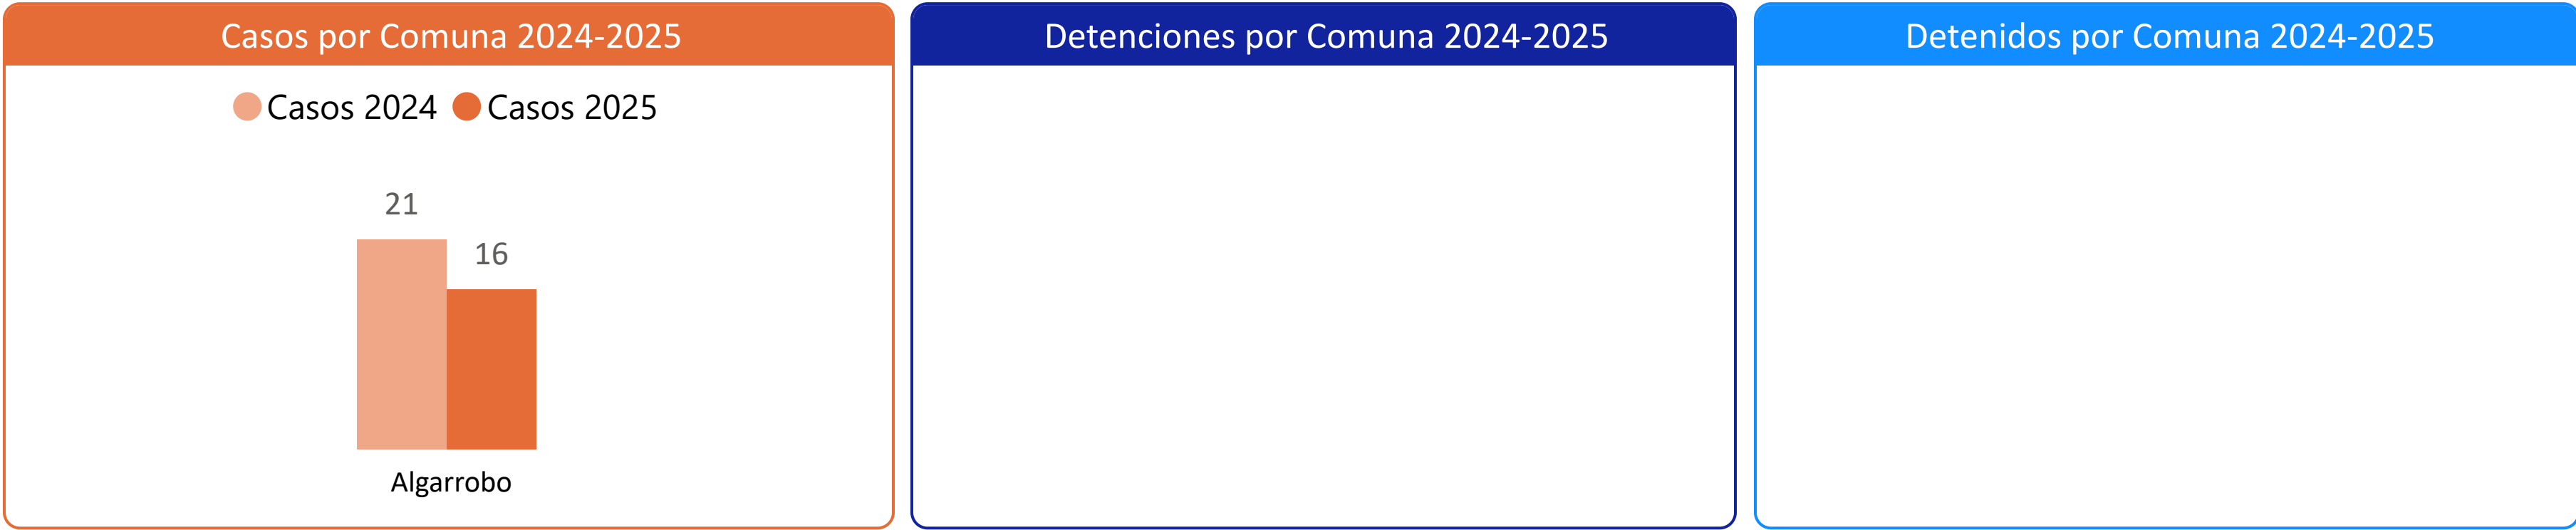 Casos por Comuna 2024-2025
Casos 2024 Casos 2025
21
16
Algarrobo
Detenciones por Comuna 2024-2025
Detenidos por Comuna 2024-2025